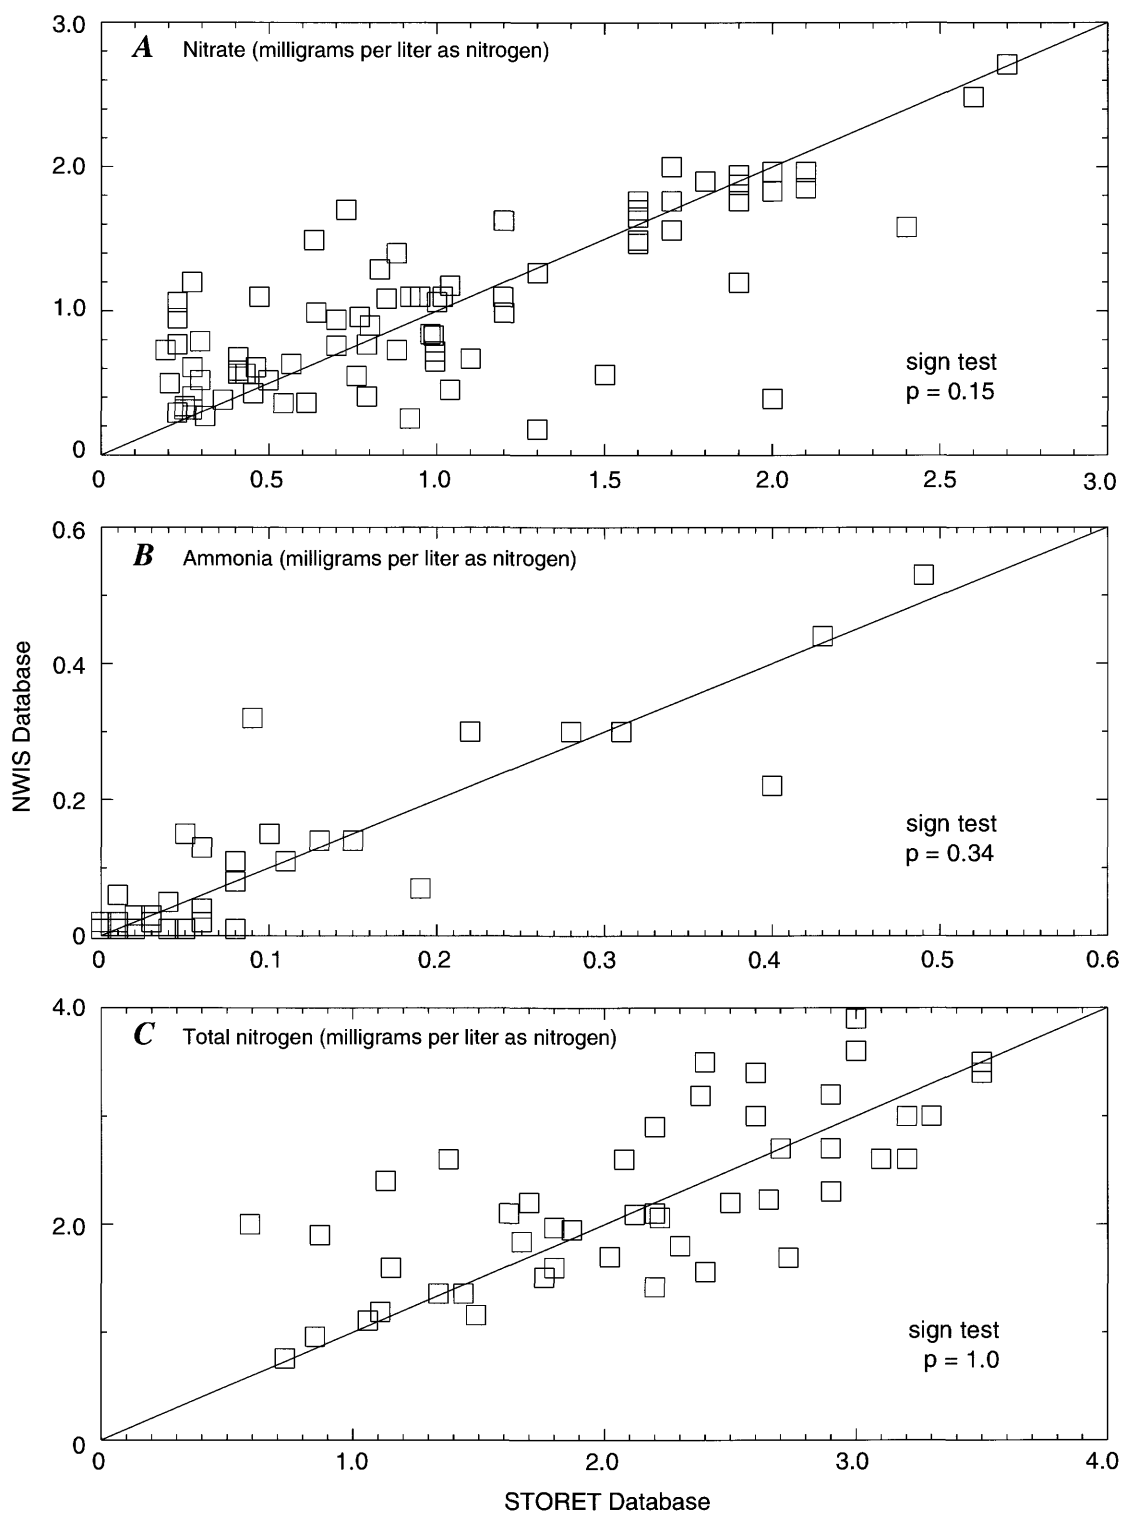 3.0
A Nitrate (milligrams per liter as nitrogen)
2.0
1.0
sign test
p = 0.15
0
0 0.5 1.0 1.5 2.0 2.5 3.0
0.6
B Ammonia (milligrams per liter as nitrogen)
0.4
NWIS Database
0.2
sign test
p = 0.34
0
0 0.1 0.2 0.3 0.4 0.5 0.6
4.0
C Total nitrogen (milligrams per liter as nitrogen)
2.0
sign test
p = 1.0
0
0 1.0 2.0 3.0 4.0
STORET Database